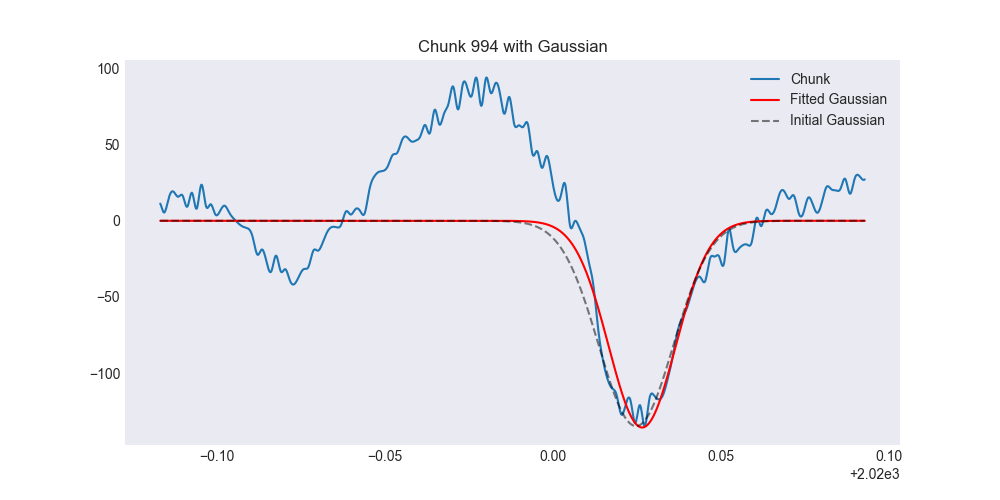 Chunk 994 with Gaussian
100
50
0
−50
−100
Chunk
Fitted Gaussian
Initial Gaussian
−0.10 −0.05 0.00 0.05 0.10
+2.02e3